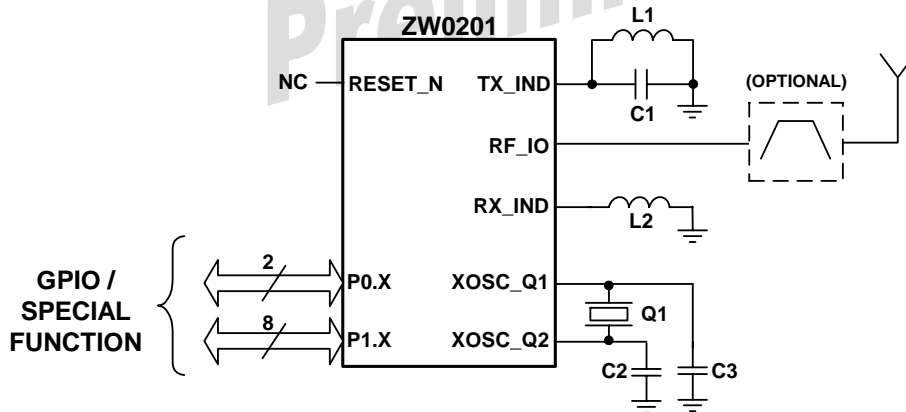 ZW0201
L1
NC
RESET_N
TX_IND
C1
(OPTIONAL)
RF_IO
RX_IND
L2
GPIO /
SPECIAL
FUNCTION
2
P0.X
XOSC_Q1
Q1
8
P1.X
XOSC_Q2
C2
C3